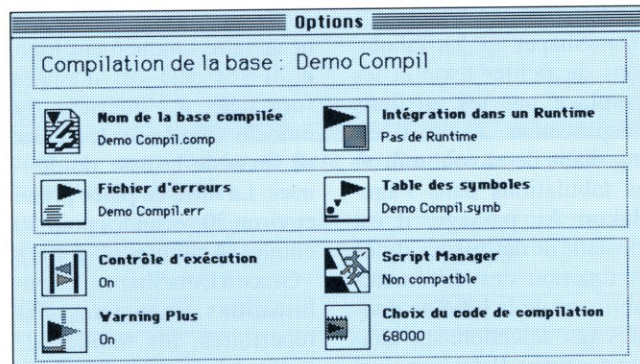 Options
Compilation de la base : Demo Compil
Nom de la base compilée
Demo Compil.comp
Intégration dans un Runtime
Pas de Runtime
Fichier d'erreurs
Demo Compil.err
Table des symboles
Demo Compil.symb
Contrôle d'exécution
On
Script Manager
Non compatible
Warning Plus
On
Choix du code de compilation
68000